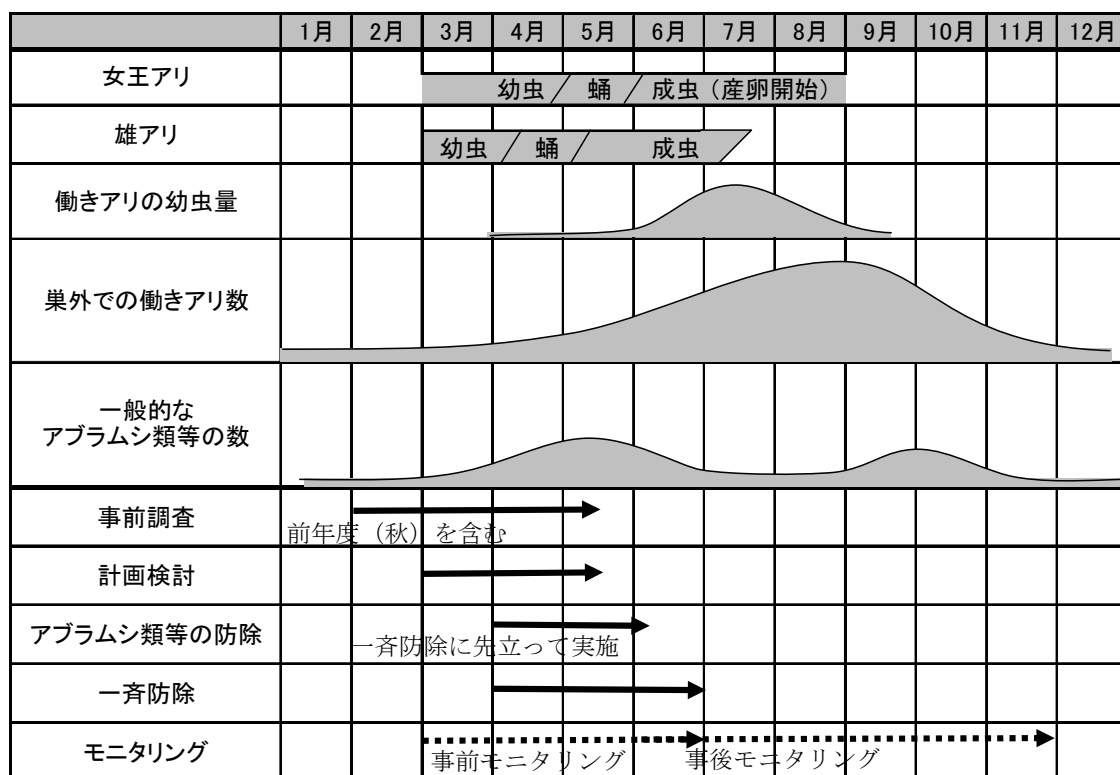 1月 2月 3月 4月 5月 6月 7月 8月 9月 10月 11月 12月
女王アリ
幼虫 蛹 成虫（産卵開始）
雄アリ
幼虫 蛹 成虫
働きアリの幼虫量
巣外での働きアリ数
一般的な
アブラムシ類等の数
事前調査
前年度（秋）を含む
計画検討
アブラムシ類等の防除
一斉防除に先立って実施
一斉防除
モニタリング
事前モニタリング 事後モニタリング